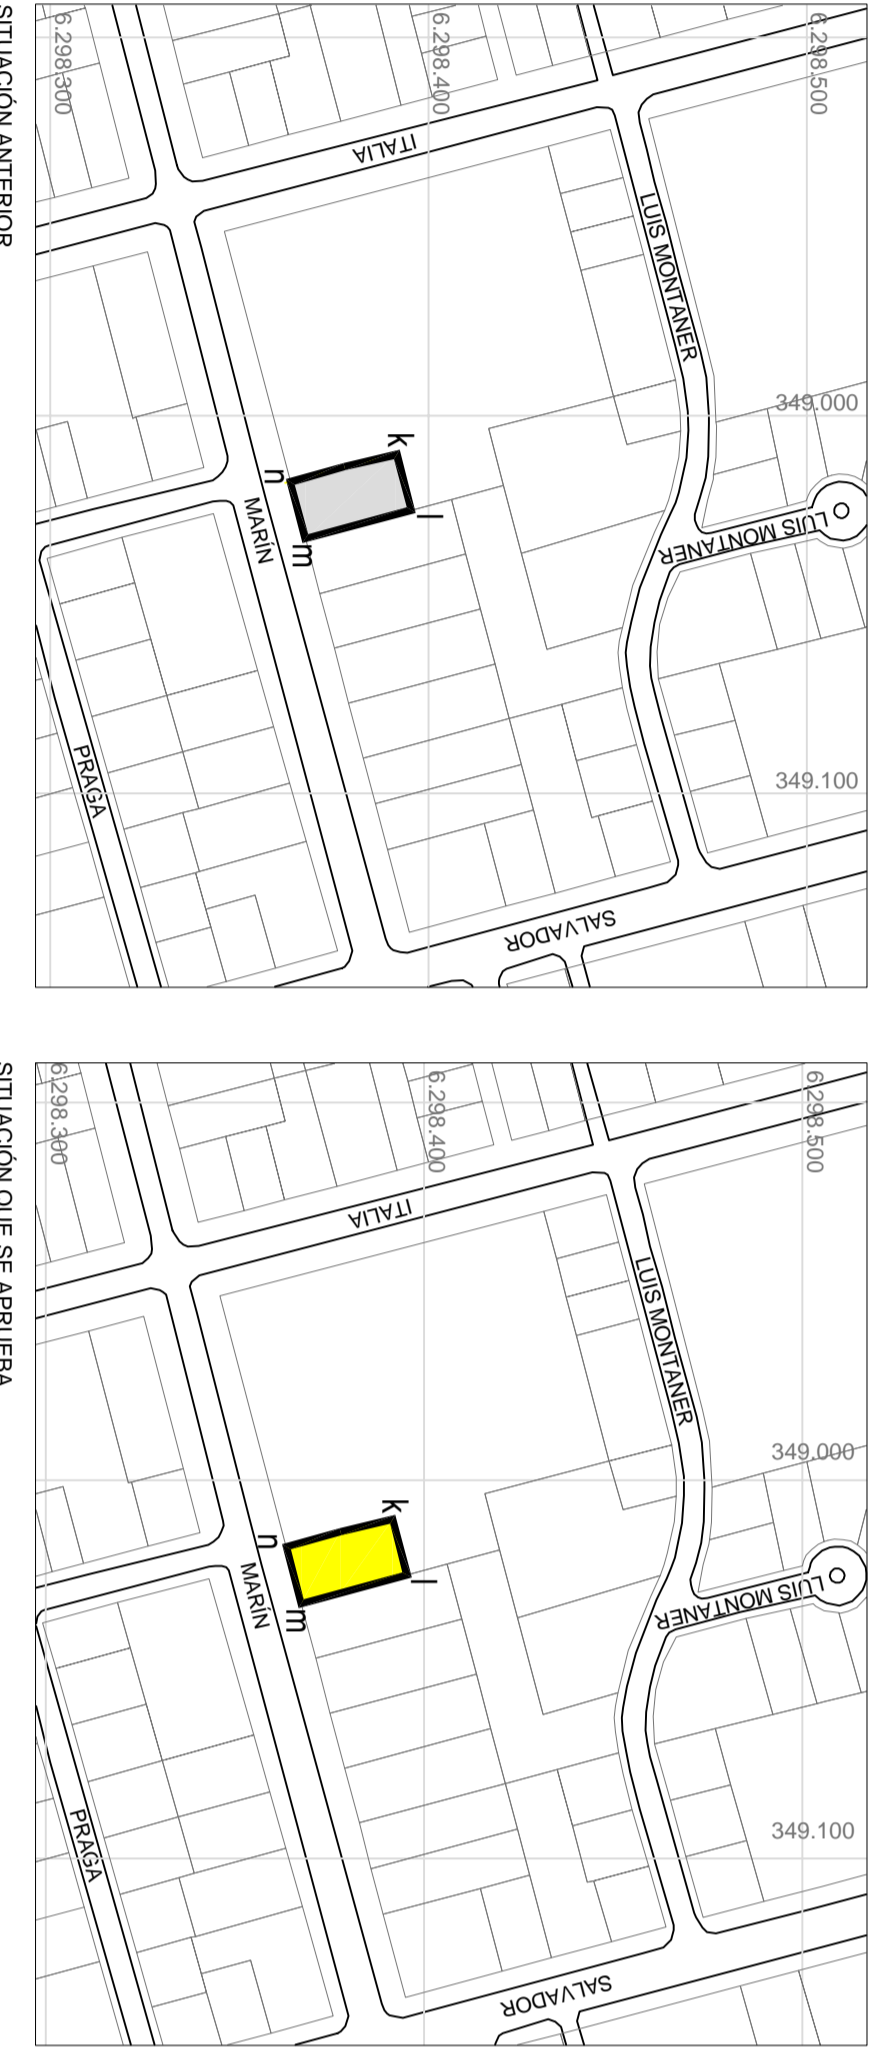 SITUACIÓN ANTERIOR
6.298.300
6.298.400
6.298.500
ITALIA
LUIS MONTANER
349.000
k
n
l
m
MARÍN
LUIS MONTANER
PRAGA
349.100
SALVADOR
SITUACIÓN QUE SE APRUEBA
6.298.300
6.298.400
6.298.500
ITALIA
LUIS MONTANER
349.000
k
n
l
m
MARÍN
LUIS MONTANER
PRAGA
349.100
SALVADOR